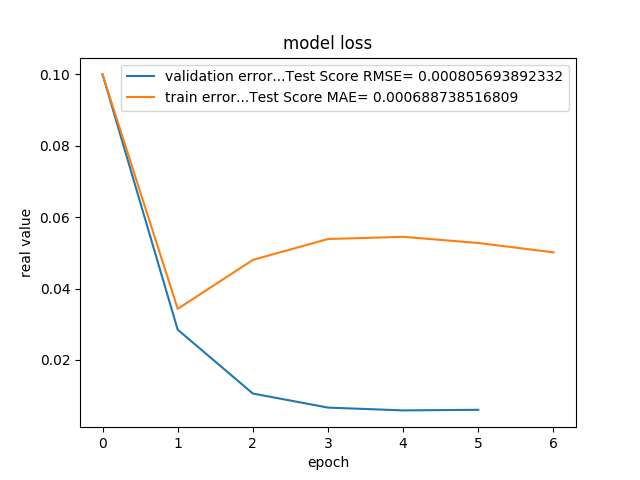 model loss
validation error...Test Score RMSE= 0.000805693892332
train error...Test Score MAE= 0.000688738516809
0.10
0.08
0.06
0.04
0.02
real value
0 1 2 3 4 5 6
epoch